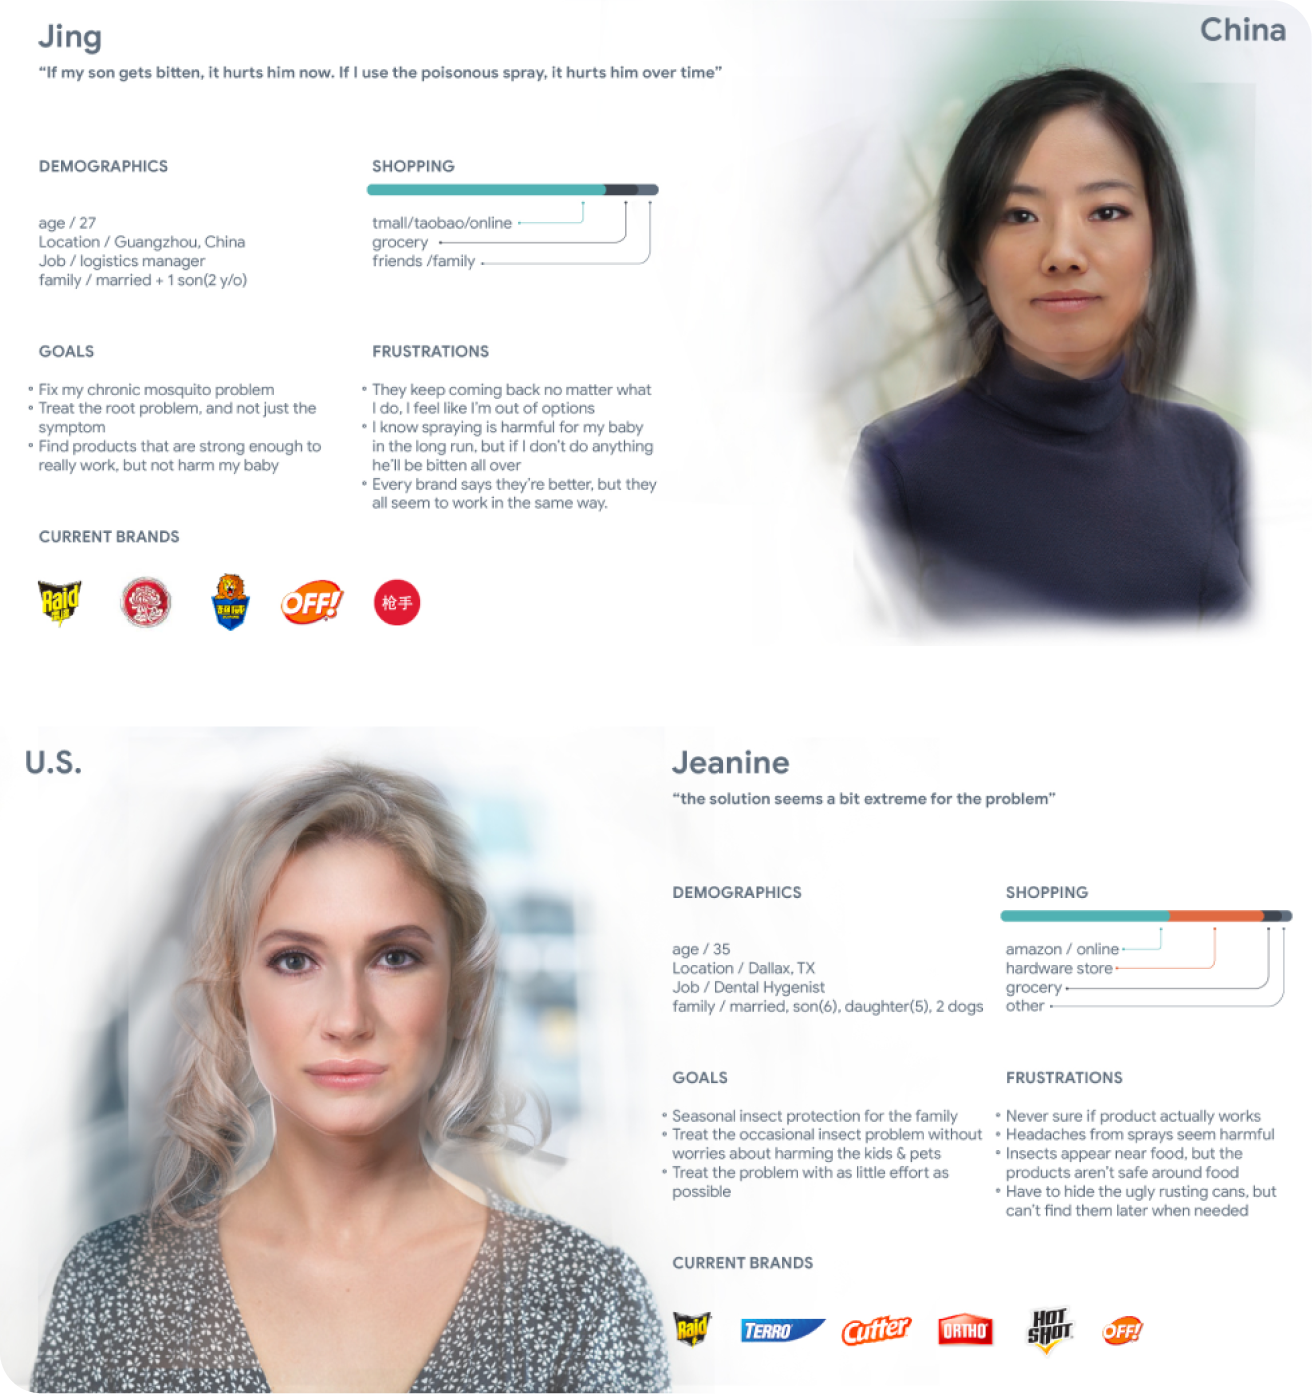 Jing
China
“If my son gets bitten, it hurts him now. If I use the poisonous spray, it hurts him over time”
DEMOGRAPHICS
age / 27
Location / Guangzhou, China
Job / logistics manager
family / married + 1 son(2 y/o)
SHOPPING
tmall/taobao/online
grocery
friends /family
GOALS
• Fix my chronic mosquito problem
• Treat the root problem, and not just the
symptom
• Find products that are strong enough to
really work, but not harm my baby
FRUSTRATIONS
• They keep coming back no matter what
I do, I feel like I’m out of options
• I know spraying is harmful for my baby
in the long run, but if I don’t do anything
he’ll be bitten all over
• Every brand says they’re better, but they
all seem to work in the same way.
CURRENT BRANDS
Raid
OFF!
枪手
U.S.
Jeanine
“the solution seems a bit extreme for the problem”
DEMOGRAPHICS
age / 35
Location / Dallax, TX
Job / Dental Hygenist
family / married, son(6), daughter(5), 2 dogs
SHOPPING
amazon / online
hardware store
grocery
other
GOALS
• Seasonal insect protection for the family
• Treat the occasional insect problem without
worries about harming the kids & pets
• Treat the problem with as little effort as
possible
FRUSTRATIONS
• Never sure if product actually works
• Headaches from sprays seem harmful
• Insects appear near food, but the
products aren’t safe around food
• Have to hide the ugly rusting cans, but
can’t find them later when needed
CURRENT BRANDS
Raid
TERRO
Cutter
ORTHO
HOT
SHOT
OFF!